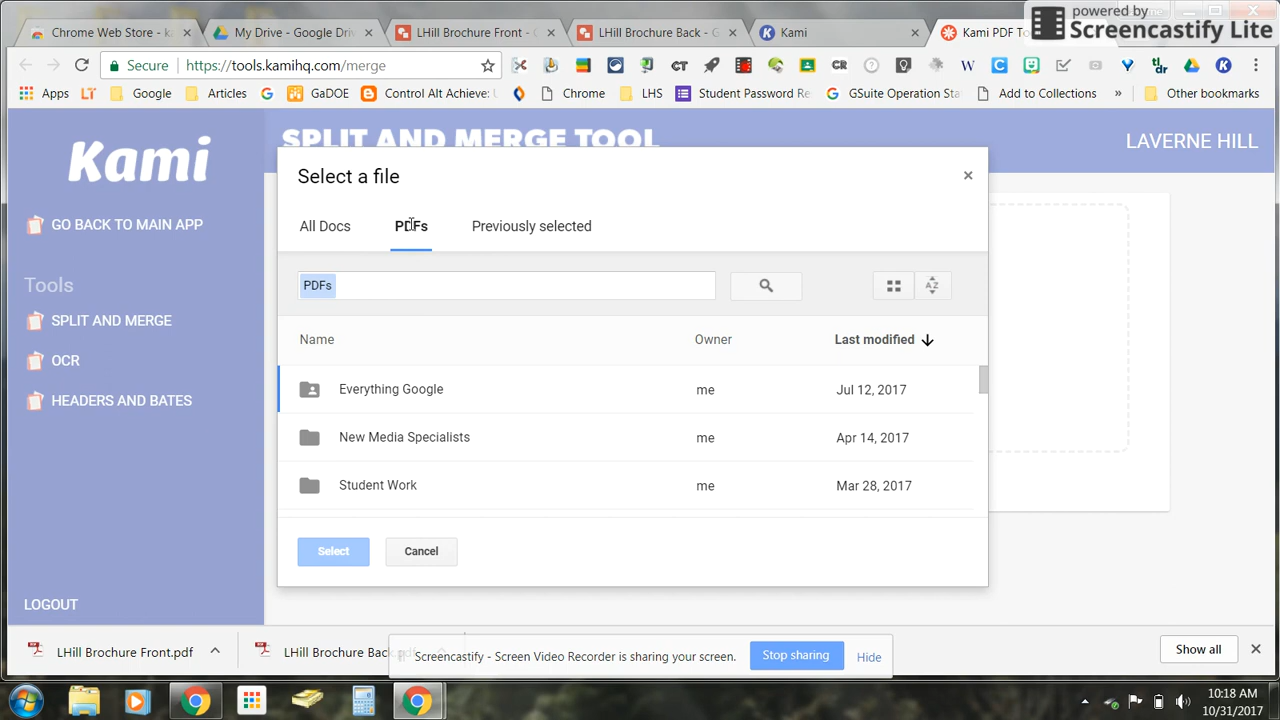 powered by
Screencastify Lite
Chrome Web Store -
My Drive - Goog
LHill Brochure Back - G
Kami
Kami PDF To
Secure
https://tools.kamihq.com/merge
Apps
LT
Google
Articles
GaDOE
Control Alt Achieve:
Chrome
LHS
Student Password Re
GSuite Operation Sta
Add to Collections
»
Other bookmarks
Kami
SPLIT AND MERGE TOOL
LAVERNE HILL
GO BACK TO MAIN APP
Tools
SPLIT AND MERGE
OCR
HEADERS AND BATES
LOGOUT
Select a file
All Docs
PDFs
Previously selected
PDFs
Name
Owner
Last modified
Everything Google
me
Jul 12, 2017
New Media Specialists
me
Apr 14, 2017
Student Work
me
Mar 28, 2017
Select
Cancel
LHill Brochure Front.pdf
LHill Brochure Back.pdf
Screencastify - Screen Video Recorder is sharing your screen.
Stop sharing
Hide
Show all
10:18 AM
10/31/2017